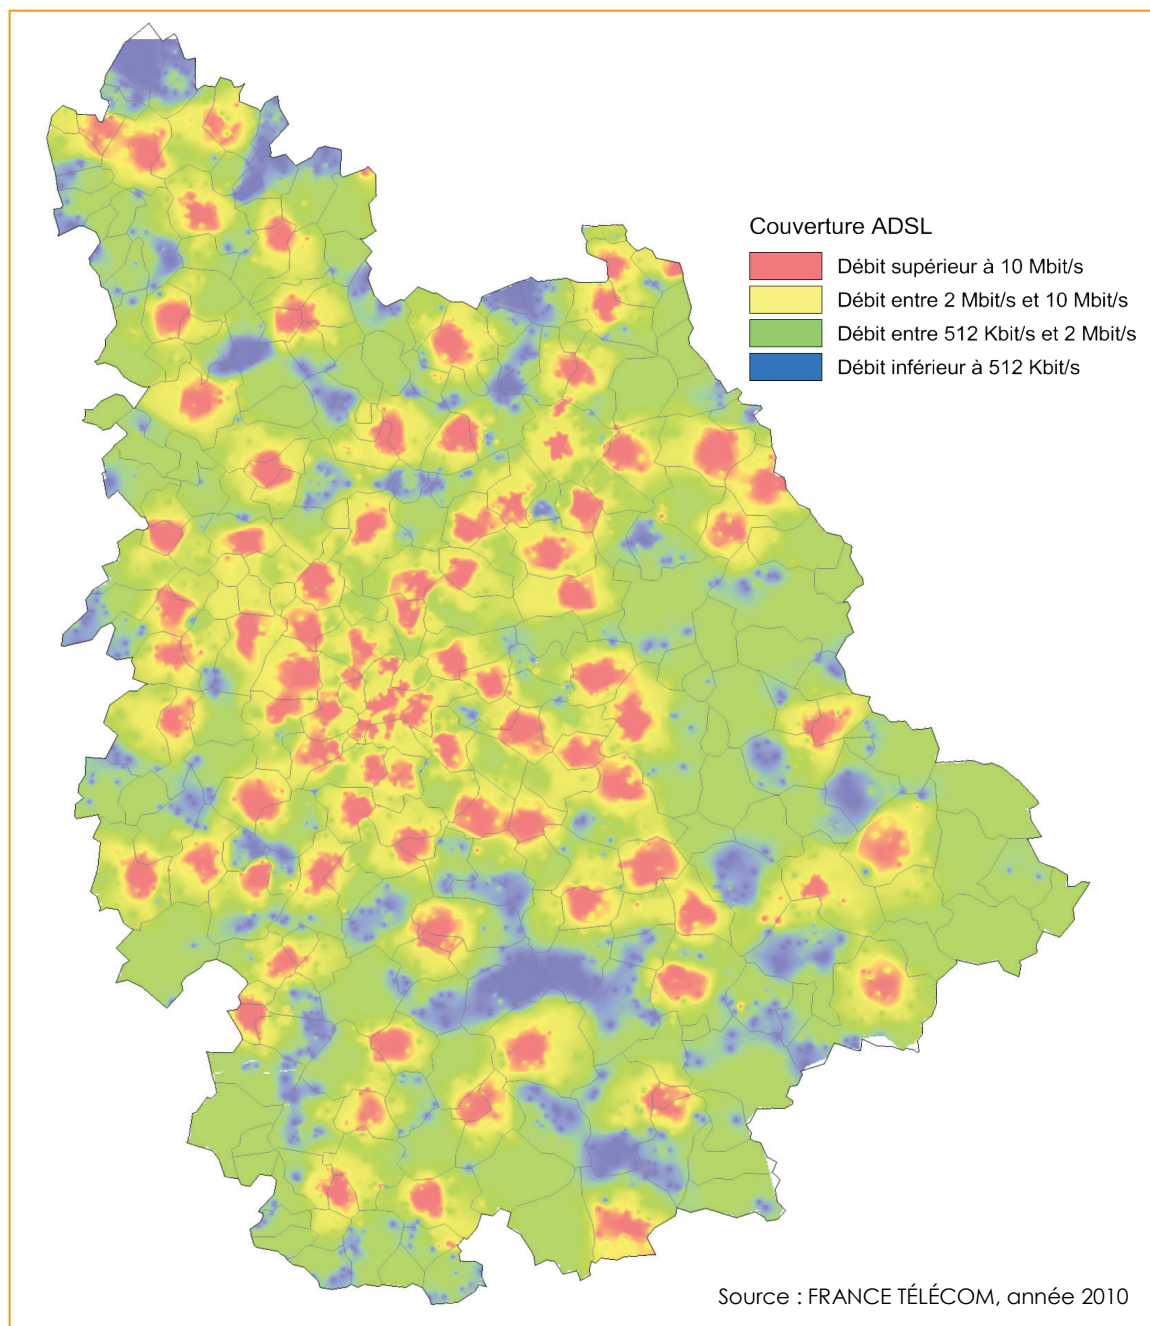 Couverture ADSL
Débit supérieur à 10 Mbit/s
Débit entre 2 Mbit/s et 10 Mbit/s
Débit entre 512 Kbit/s et 2 Mbit/s
Débit inférieur à 512 Kbit/s
Source : FRANCE TÉLÉCOM, année 2010